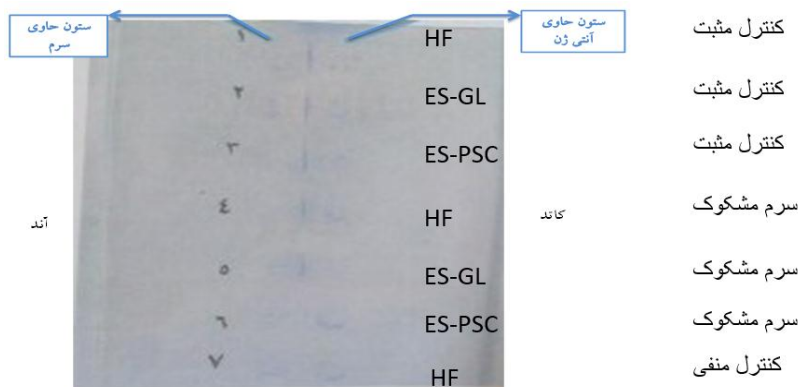 ستون حاوی
سرم
ستون حاوی
آنتی ژن
۱ HF کنترل مثبت
۲ ES-GL کنترل مثبت
۳ ES-PSC کنترل مثبت
٤ HF سرم مشکوک
آند
کاتد
۵ ES-GL سرم مشکوک
٦ ES-PSC سرم مشکوک
۷ HF کنترل منفی